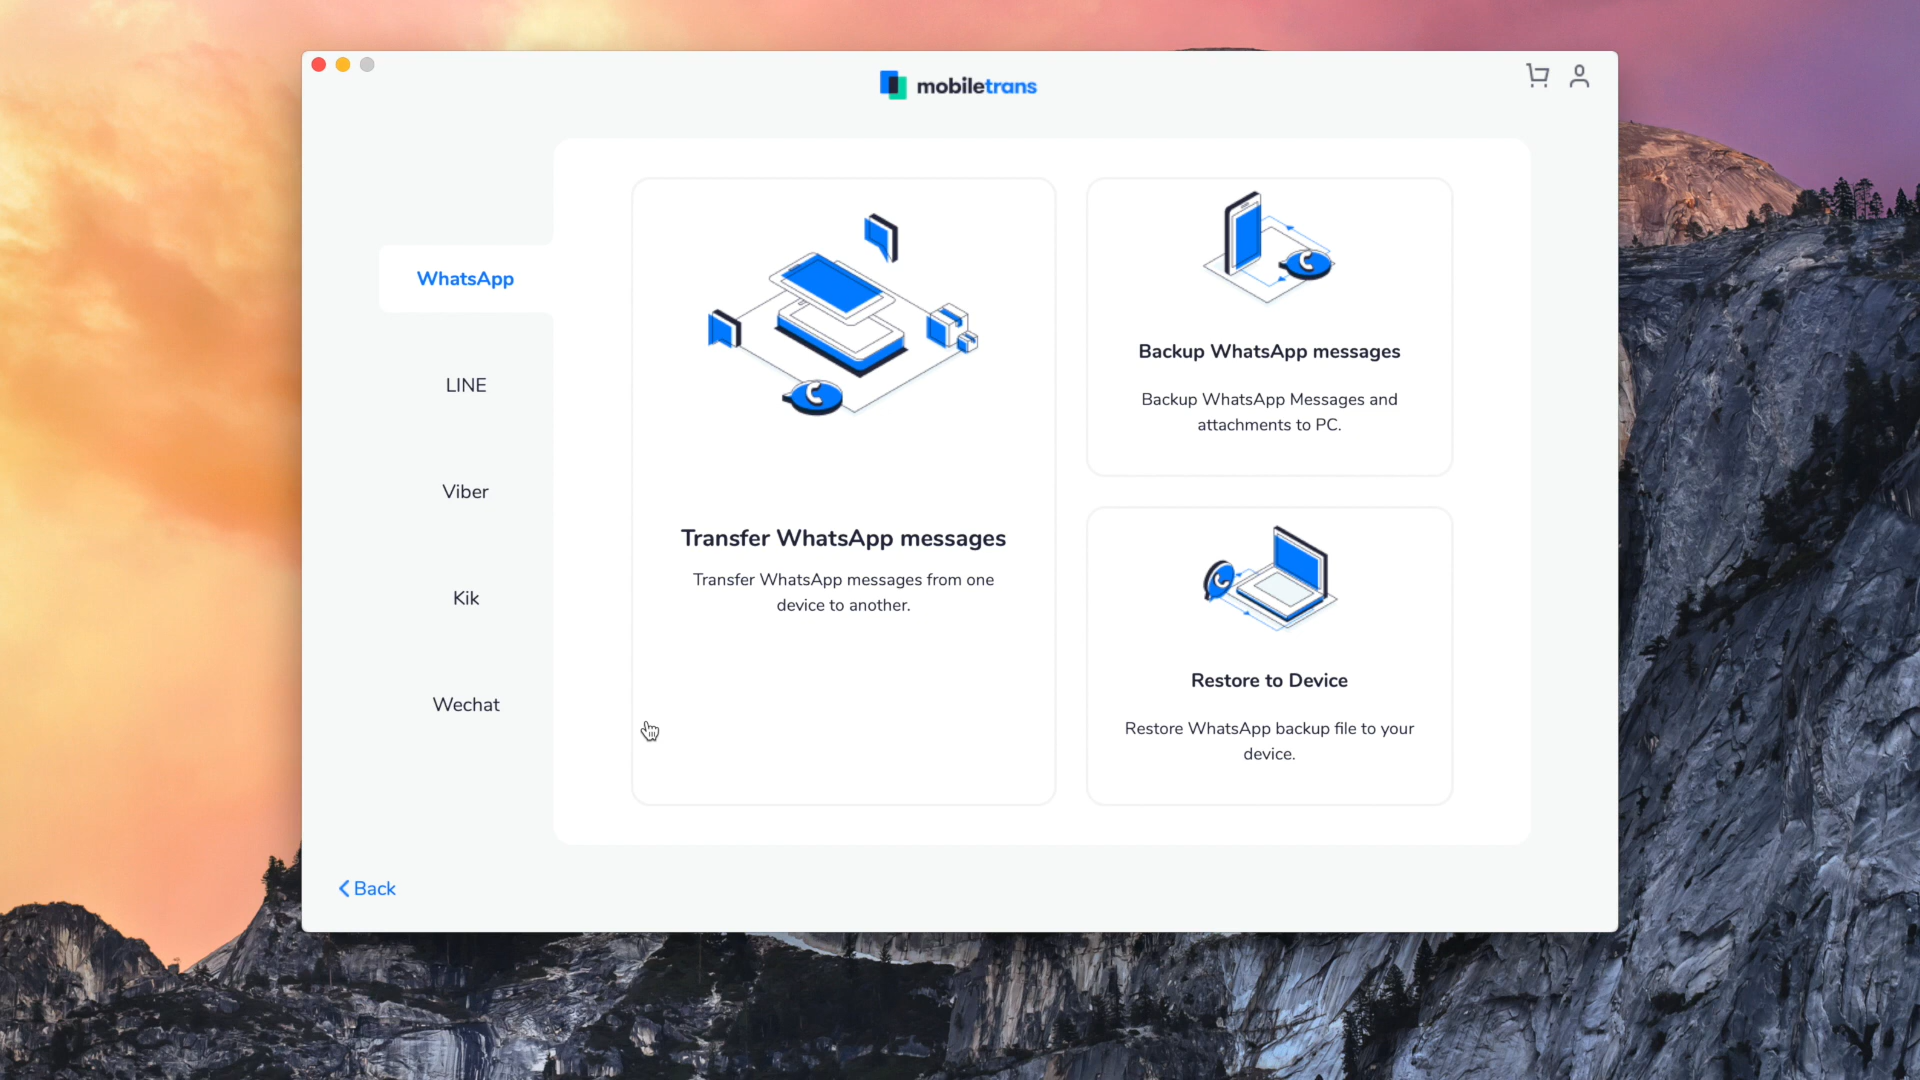 mobiletrans
WhatsApp
LINE
Viber
Kik
Wechat
Transfer WhatsApp messages
Transfer WhatsApp messages from one
device to another.
Backup WhatsApp messages
Backup WhatsApp Messages and
attachments to PC.
Restore to Device
Restore WhatsApp backup file to your
device.
Back